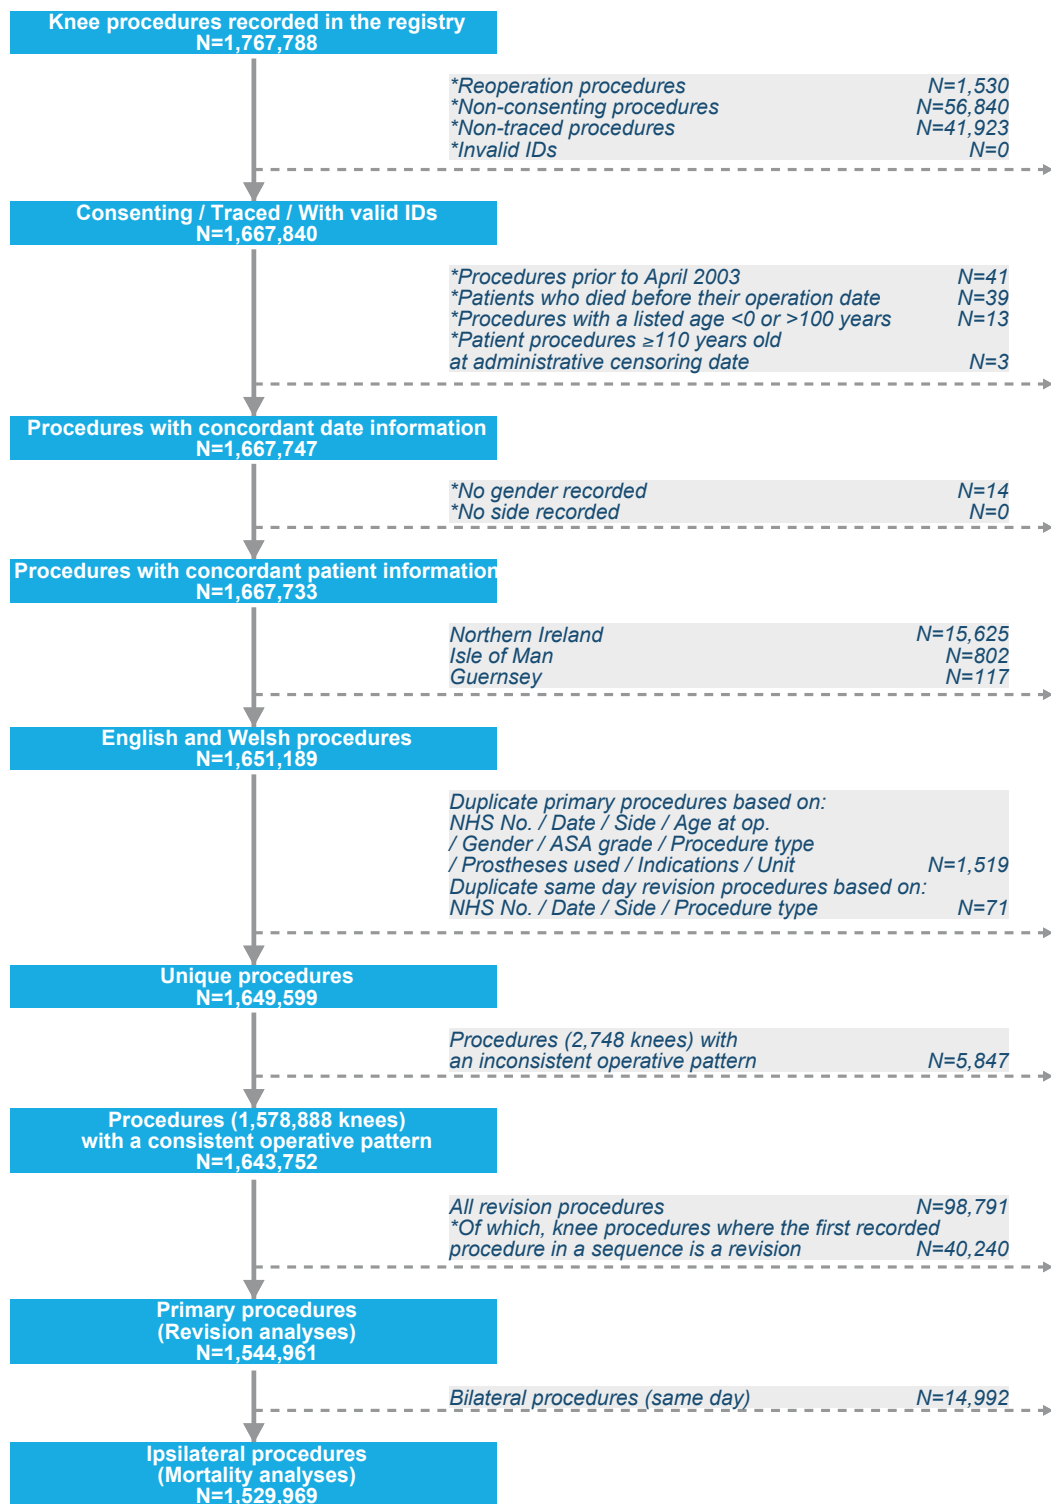 Knee procedures recorded in the registry
N=1,767,788
*Reoperation procedures N=1,530
*Non-consenting procedures N=56,840
*Non-traced procedures N=41,923
*Invalid IDs N=0
Consenting / Traced / With valid IDs
N=1,667,840
*Procedures prior to April 2003 N=41
*Patients who died before their operation date N=39
*Procedures with a listed age <0 or >100 years N=13
*Patient procedures ≥110 years old
at administrative censoring date N=3
Procedures with concordant date information
N=1,667,747
*No gender recorded N=14
*No side recorded N=0
Procedures with concordant patient information
N=1,667,733
Northern Ireland N=15,625
Isle of Man N=802
Guernsey N=117
English and Welsh procedures
N=1,651,189
Duplicate primary procedures based on:
NHS No. / Date / Side / Age at op.
/ Gender / ASA grade / Procedure type
/ Prostheses used / Indications / Unit N=1,519
Duplicate same day revision procedures based on:
NHS No. / Date / Side / Procedure type N=71
Unique procedures
N=1,649,599
Procedures (2,748 knees) with
an inconsistent operative pattern N=5,847
Procedures (1,578,888 knees)
with a consistent operative pattern
N=1,643,752
All revision procedures N=98,791
*Of which, knee procedures where the first recorded
procedure in a sequence is a revision N=40,240
Primary procedures
(Revision analyses)
N=1,544,961
Bilateral procedures (same day) N=14,992
Ipsilateral procedures
(Mortality analyses)
N=1,529,969